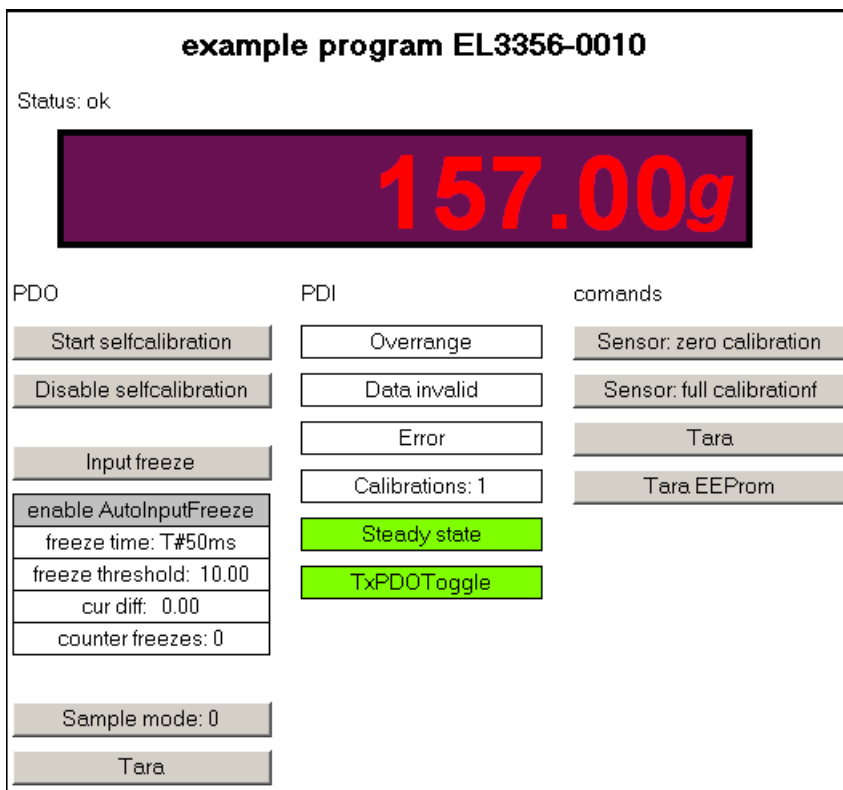 example program EL3356-0010
Status: ok
157.00g
PDO
Start selfcalibration
Disable selfcalibration
Input freeze
enable AutoInputFreeze
freeze time: T#50ms
freeze threshold: 10.00
cur diff: 0.00
counter freezes: 0
Sample mode: 0
Tara
PDI
Overrange
Data invalid
Error
Calibrations: 1
Steady state
TxPDOToggle
comands
Sensor: zero calibration
Sensor: full calibrationf
Tara
Tara EEProm